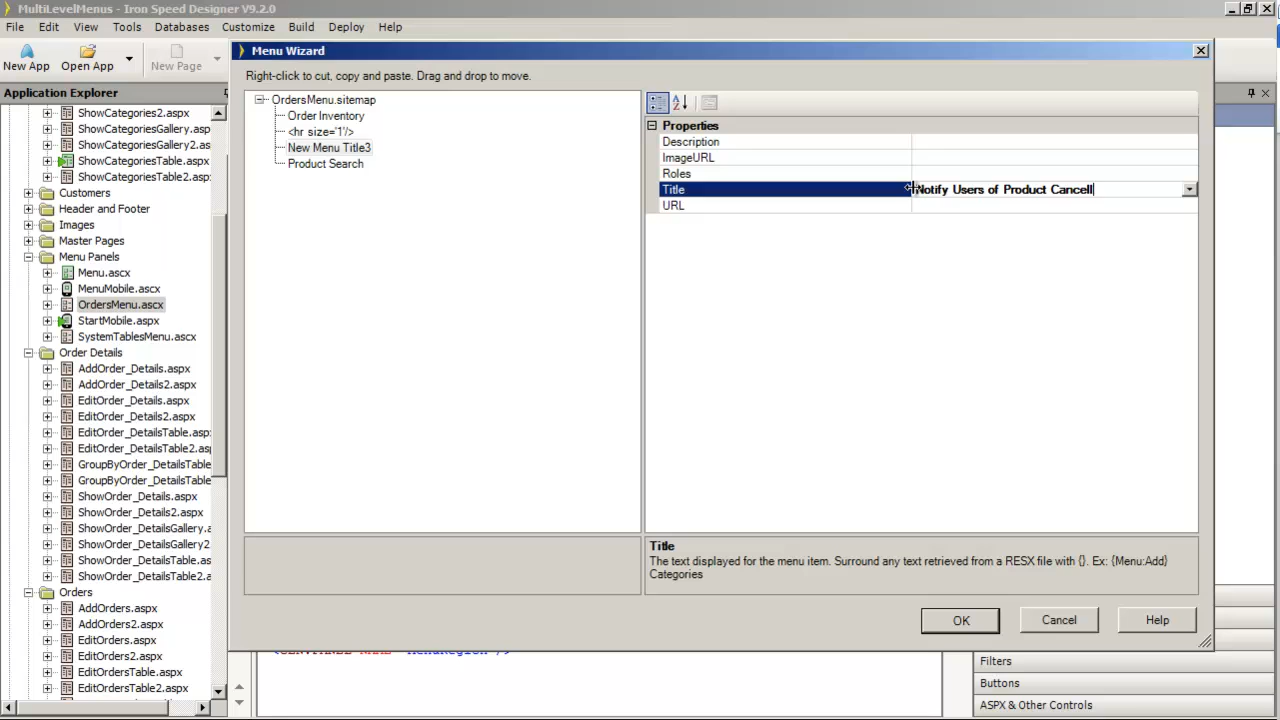 MultiLevelMenus - Iron Speed Designer V9.2.0
File Edit View Tools Databases Customize Build Deploy Help
New App Open App New Page
Application Explorer
ShowCategories2.aspx
ShowCategoriesGallery.asp
ShowCategoriesGallery2.as
ShowCategoriesTable.aspx
ShowCategoriesTable2.asp
Customers
Header and Footer
Images
Master Pages
Menu Panels
Menu.ascx
MenuMobile.ascx
OrdersMenu.ascx
StartMobile.aspx
SystemTablesMenu.ascx
Order Details
AddOrder_Details.aspx
AddOrder_Details2.aspx
EditOrder_Details.aspx
EditOrder_Details2.aspx
EditOrder_DetailsTable.asp
EditOrder_DetailsTable2.as
GroupByOrder_DetailsTable
GroupByOrder_DetailsTable
ShowOrder_Details.aspx
ShowOrder_Details2.aspx
ShowOrder_DetailsGallery.a
ShowOrder_DetailsGallery2
ShowOrder_DetailsTable.as
ShowOrder_DetailsTable2.a
Orders
AddOrders.aspx
AddOrders2.aspx
EditOrders.aspx
EditOrders2.aspx
EditOrdersTable.aspx
EditOrdersTable2.aspx
Menu Wizard
Right-click to cut, copy and paste. Drag and drop to move.
OrdersMenu.sitemap
Order Inventory
<hr size='1'/>
New Menu Title3
Product Search
Properties
Description
ImageURL
Roles
Title Notify Users of Product Cancell
URL
Title
The text displayed for the menu item. Surround any text retrieved from a RESX file with {}. Ex: {Menu:Add}
Categories
OK Cancel Help
Filters
Buttons
ASPX & Other Controls